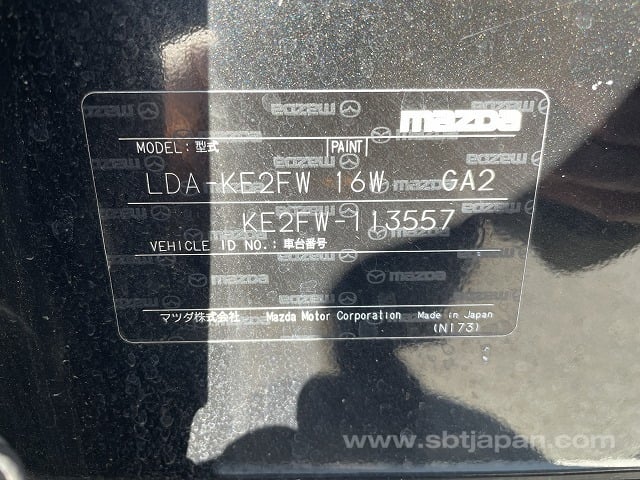 mazda
MODEL: 型式 PAINT
LDA-KE2FW 16W GA2
KE2FW-113557
VEHICLE ID NO.: 車台番号
マツダ株式会社 Mazda Motor Corporation Made in Japan
(N173)
www.sbtjapan.com